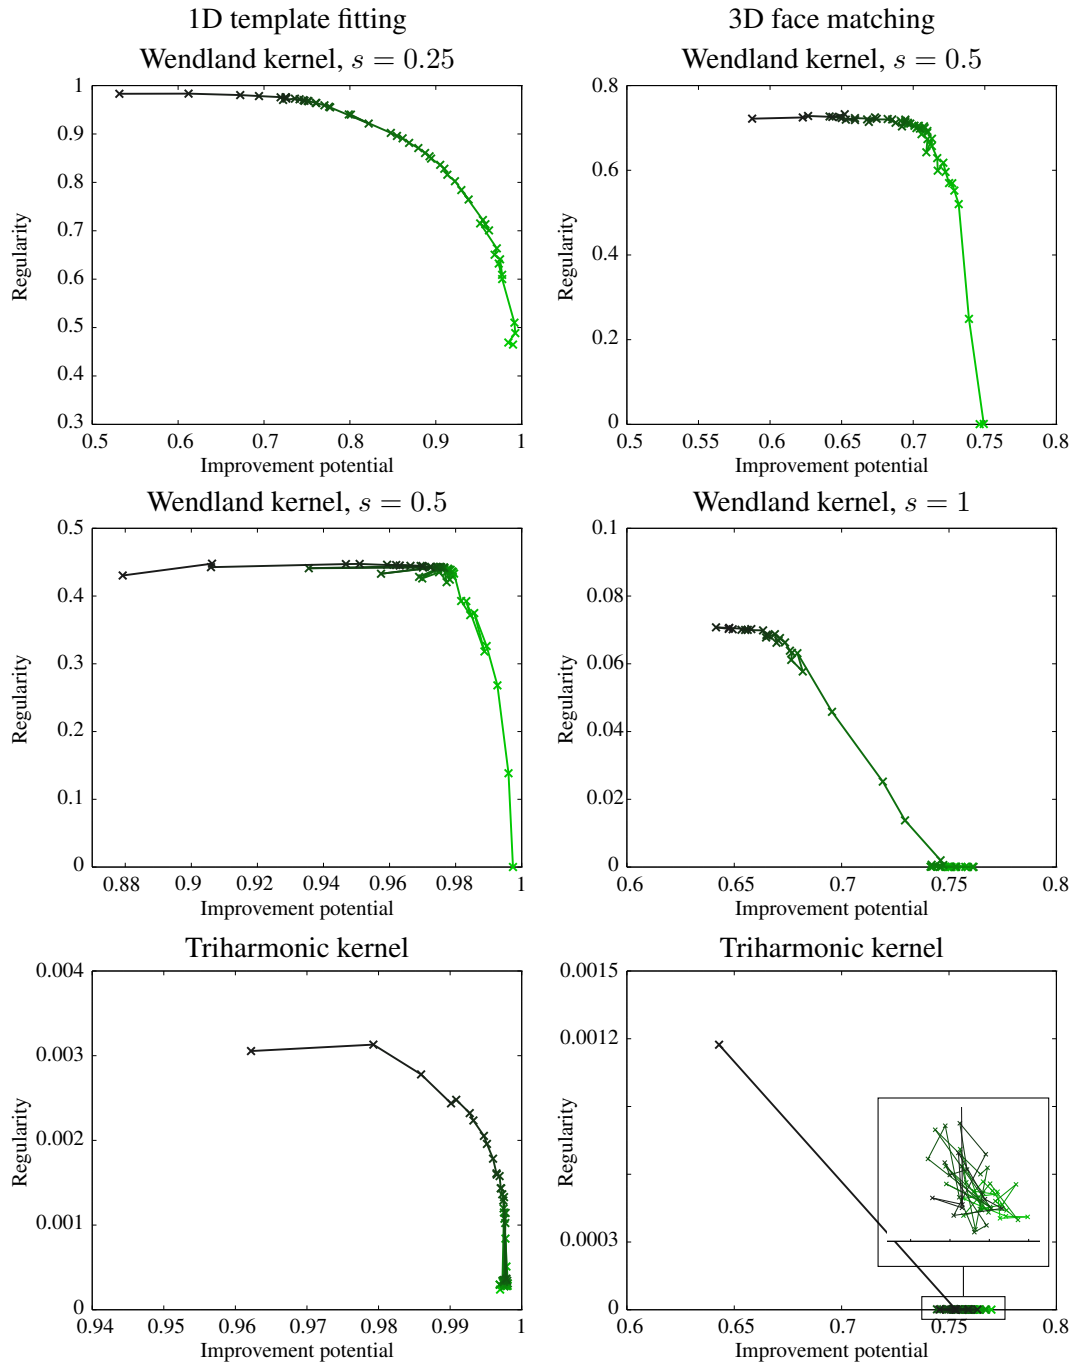 1D template fitting
3D face matching
Wendland kernel, s = 0.25
Wendland kernel, s = 0.5
1
0.9
0.8
0.7
0.6
0.5
0.4
0.3
Regularity
0.5 0.6 0.7 0.8 0.9 1
Improvement potential
0.8
0.6
0.4
0.2
0
Regularity
0.5 0.55 0.6 0.65 0.7 0.75 0.8
Improvement potential
Wendland kernel, s = 0.5
Wendland kernel, s = 1
0.5
0.4
0.3
0.2
0.1
0
Regularity
0.88 0.9 0.92 0.94 0.96 0.98 1
Improvement potential
0.1
0.08
0.06
0.04
0.02
0
Regularity
0.6 0.65 0.7 0.75 0.8
Improvement potential
Triharmonic kernel
Triharmonic kernel
0.004
0.003
0.002
0.001
0
Regularity
0.94 0.95 0.96 0.97 0.98 0.99 1
Improvement potential
0.0015
0.0012
0.0003
0
Regularity
0.6 0.65 0.7 0.75 0.8
Improvement potential